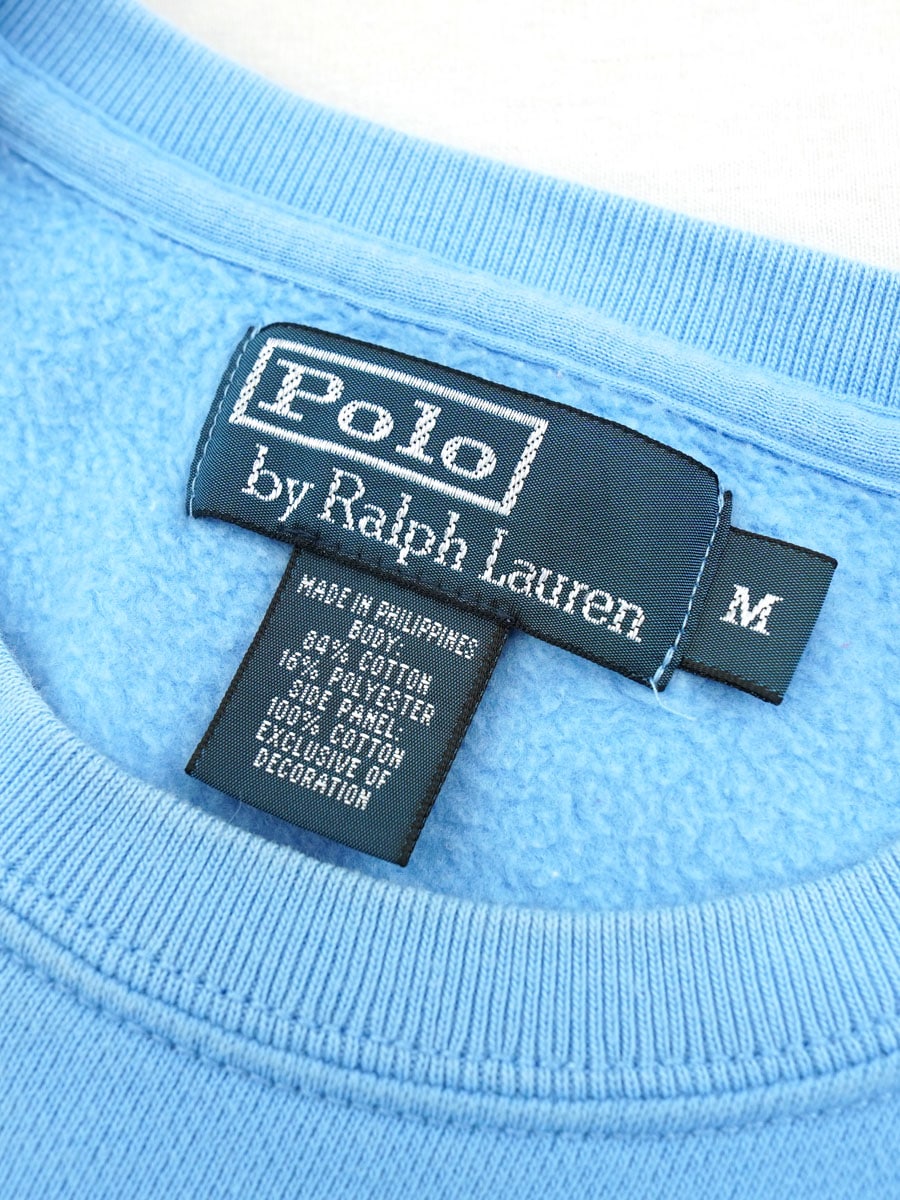 Polo
by Ralph Lauren
M
MADE IN PHILIPPINES
BODY:
84% COTTON
16% POLYESTER
SIDE PANEL:
100% COTTON
EXCLUSIVE OF
DECORATION